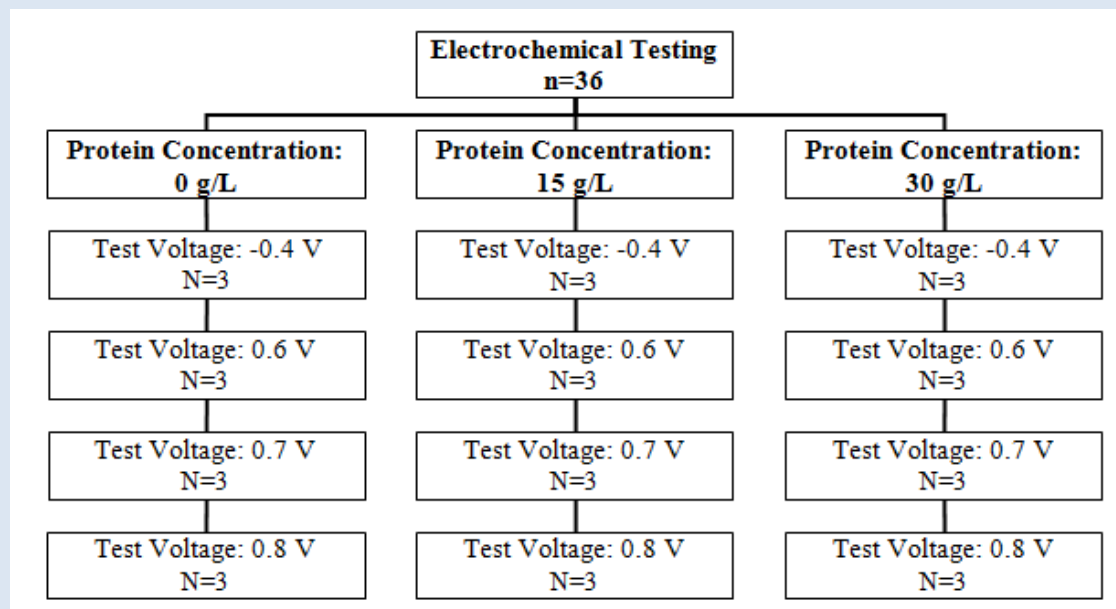 Electrochemical Testing
n=36
Protein Concentration:
0 g/L
Protein Concentration:
15 g/L
Protein Concentration:
30 g/L
Test Voltage: -0.4 V
N=3
Test Voltage: -0.4 V
N=3
Test Voltage: -0.4 V
N=3
Test Voltage: 0.6 V
N=3
Test Voltage: 0.6 V
N=3
Test Voltage: 0.6 V
N=3
Test Voltage: 0.7 V
N=3
Test Voltage: 0.7 V
N=3
Test Voltage: 0.7 V
N=3
Test Voltage: 0.8 V
N=3
Test Voltage: 0.8 V
N=3
Test Voltage: 0.8 V
N=3